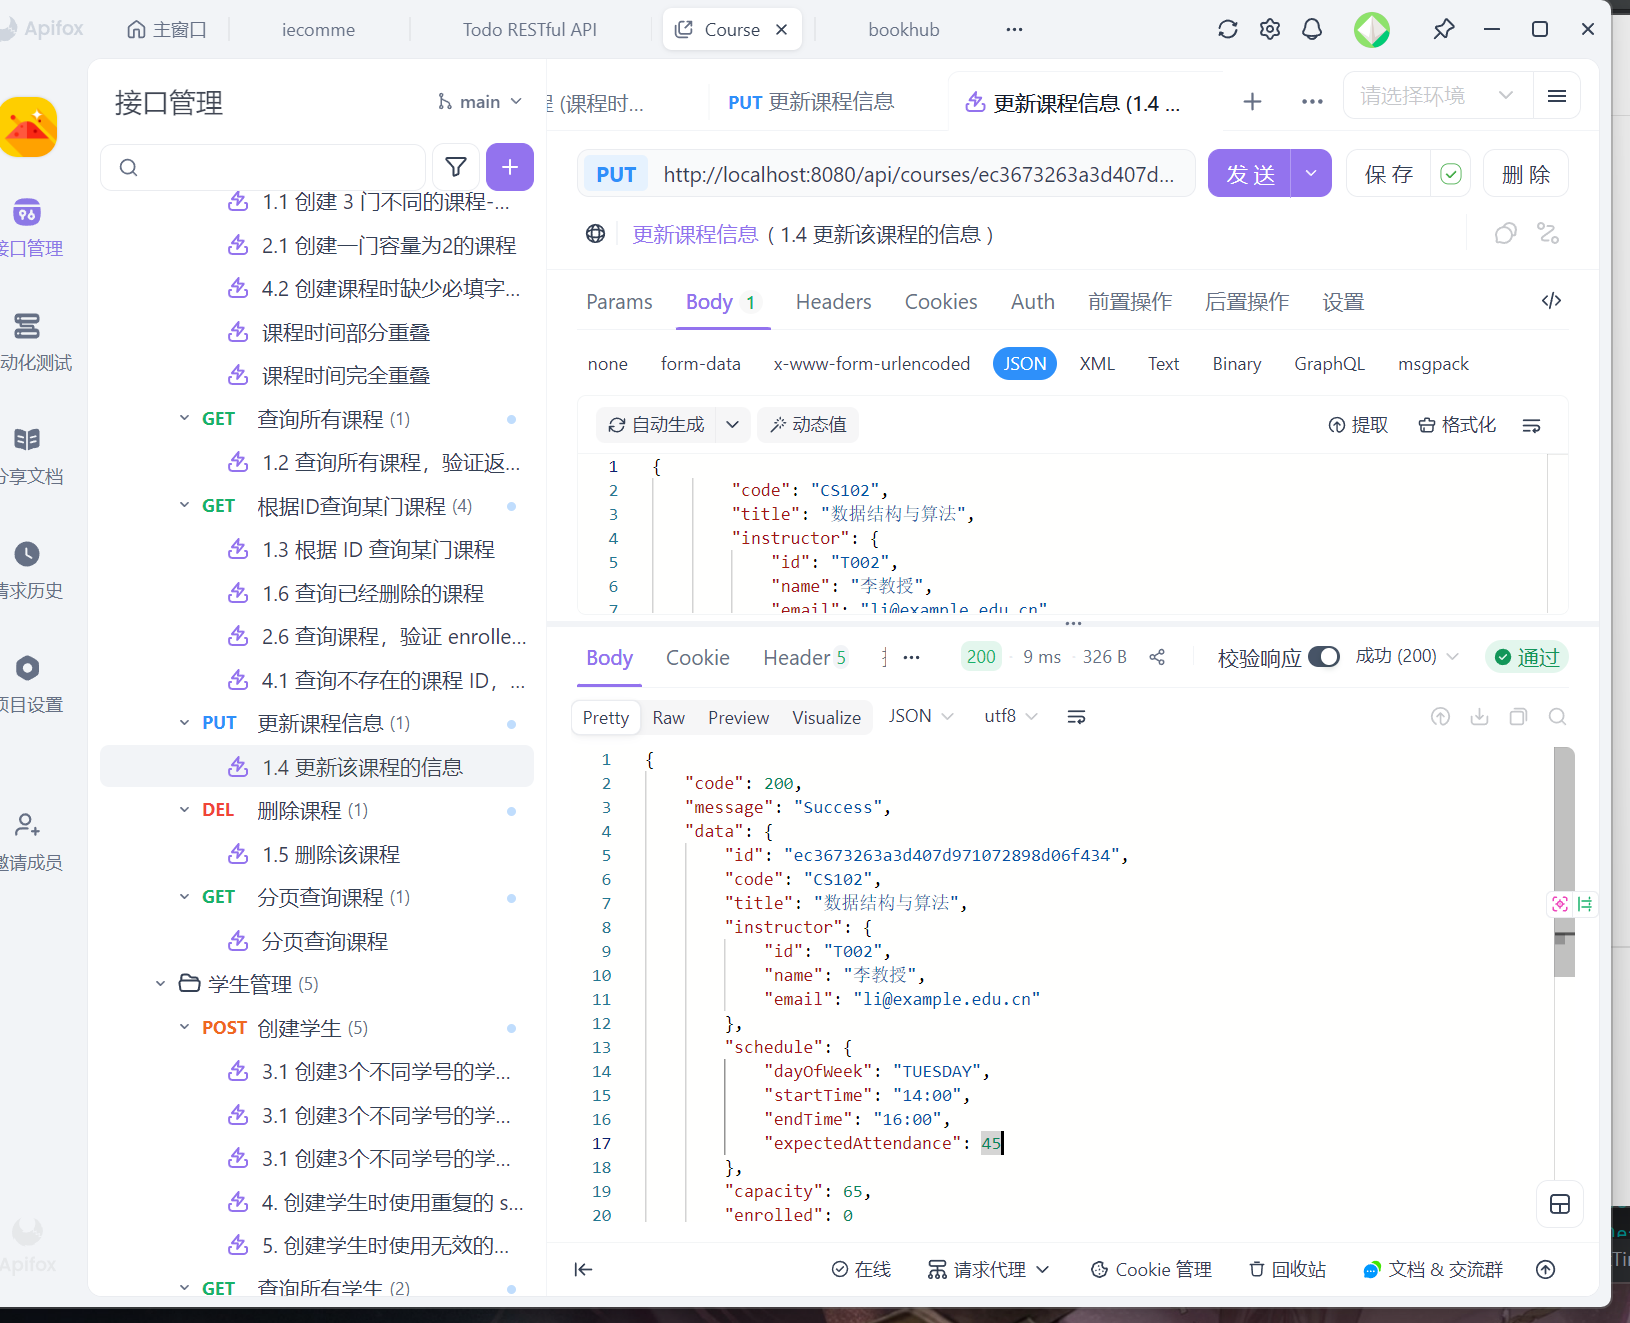 Apifox
主窗口
iecomme
Todo RESTful API
Course
bookhub
接口管理
main
程 (课程时...
PUT 更新课程信息
更新课程信息 (1.4 ...
请选择环境
PUT
http://localhost:8080/api/courses/ec3673263a3d407d...
发送
保存
删除
更新课程信息 ( 1.4 更新该课程的信息 )
Params
Body 1
Headers
Cookies
Auth
前置操作
后置操作
设置
none
form-data
x-www-form-urlencoded
JSON
XML
Text
Binary
GraphQL
msgpack
自动生成
动态值
提取
格式化
1 {
2 "code": "CS102",
3 "title": "数据结构与算法",
4 "instructor": {
5 "id": "T002",
6 "name": "李教授",
7 "email": "li@example.edu.cn"
接口管理
动化测试
分享文档
请求历史
项目设置
邀请成员
Apifox
1.1 创建 3 门不同的课程-...
2.1 创建一门容量为2的课程
4.2 创建课程时缺少必填字...
课程时间部分重叠
课程时间完全重叠
GET 查询所有课程 (1)
1.2 查询所有课程，验证返...
GET 根据ID查询某门课程 (4)
1.3 根据 ID 查询某门课程
1.6 查询已经删除的课程
2.6 查询课程，验证 enrolle...
4.1 查询不存在的课程 ID，...
PUT 更新课程信息 (1)
1.4 更新该课程的信息
DEL 删除课程 (1)
1.5 删除该课程
GET 分页查询课程 (1)
分页查询课程
学生管理 (5)
POST 创建学生 (5)
3.1 创建3个不同学号的学...
3.1 创建3个不同学号的学...
3.1 创建3个不同学号的学...
4. 创建学生时使用重复的 s...
5. 创建学生时使用无效的...
GET 查询所有学生 (2)
Body
Cookie
Header 5
200
9 ms
326 B
校验响应
成功 (200)
通过
Pretty
Raw
Preview
Visualize
JSON
utf8
1 {
2 "code": 200,
3 "message": "Success",
4 "data": {
5 "id": "ec3673263a3d407d971072898d06f434",
6 "code": "CS102",
7 "title": "数据结构与算法",
8 "instructor": {
9 "id": "T002",
10 "name": "李教授",
11 "email": "li@example.edu.cn"
12 },
13 "schedule": {
14 "dayOfWeek": "TUESDAY",
15 "startTime": "14:00",
16 "endTime": "16:00",
17 "expectedAttendance": 45
18 },
19 "capacity": 65,
20 "enrolled": 0
在线
请求代理
Cookie 管理
回收站
文档 & 交流群